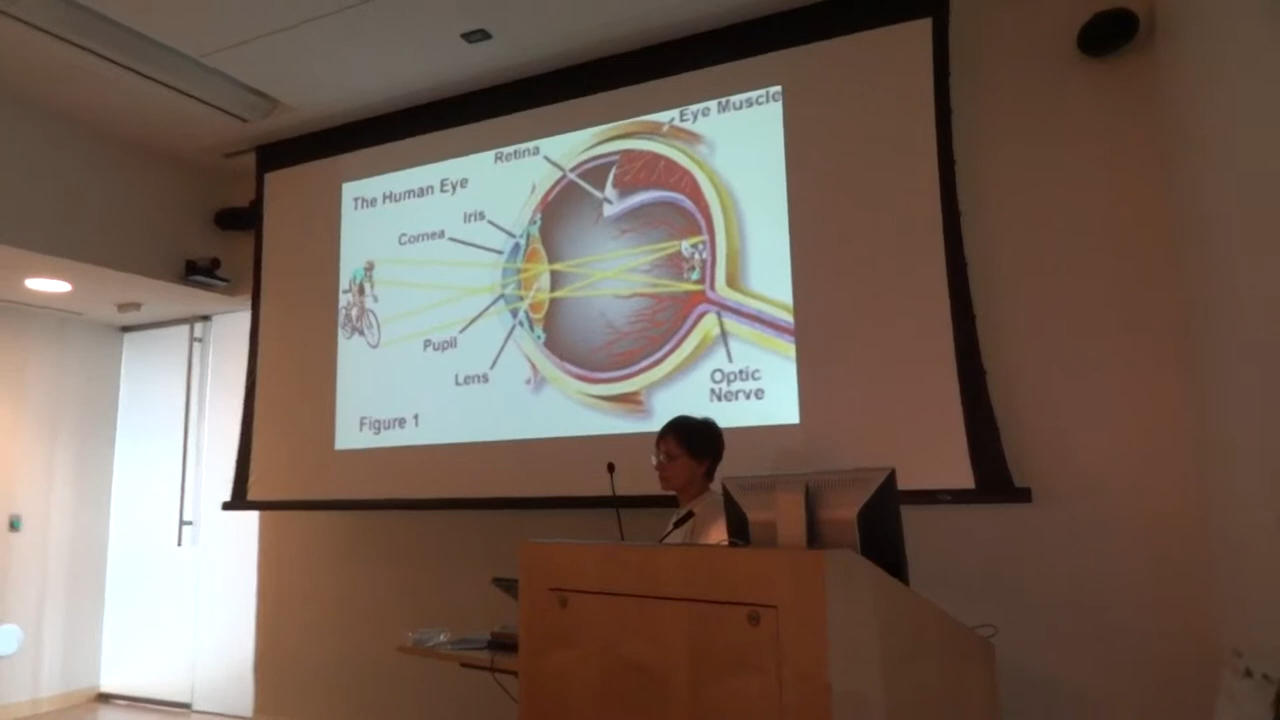 Eye Muscle
Retina
The Human Eye
Iris
Cornea
Pupil
Lens
Optic
Nerve
Figure 1